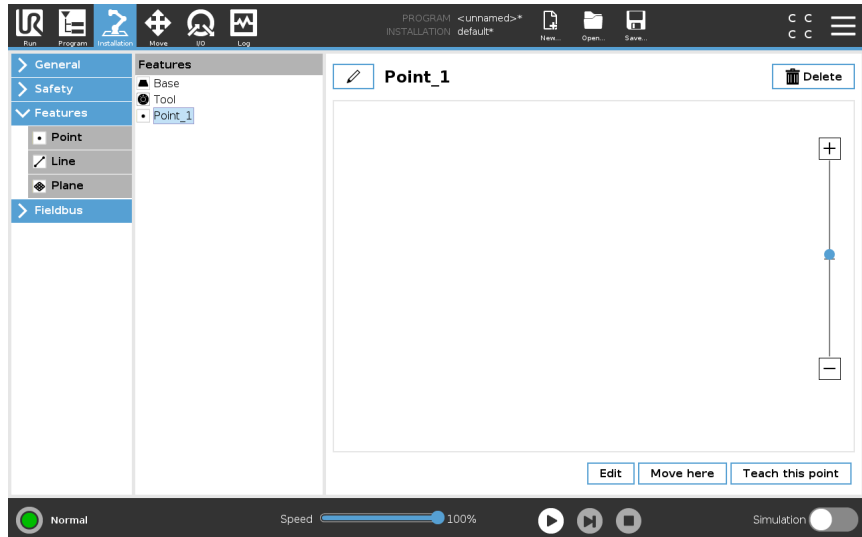 UR
PROGRAM <unnamed>*
INSTALLATION default*
C C
C C
Run
Program
Installation
Move
I/O
Log
New...
Open...
Save...
General
Safety
Features
Point
Line
Plane
Fieldbus
Features
Base
Tool
Point_1
Point_1
Delete
+
−
Edit
Move here
Teach this point
Normal
Speed
100%
Simulation